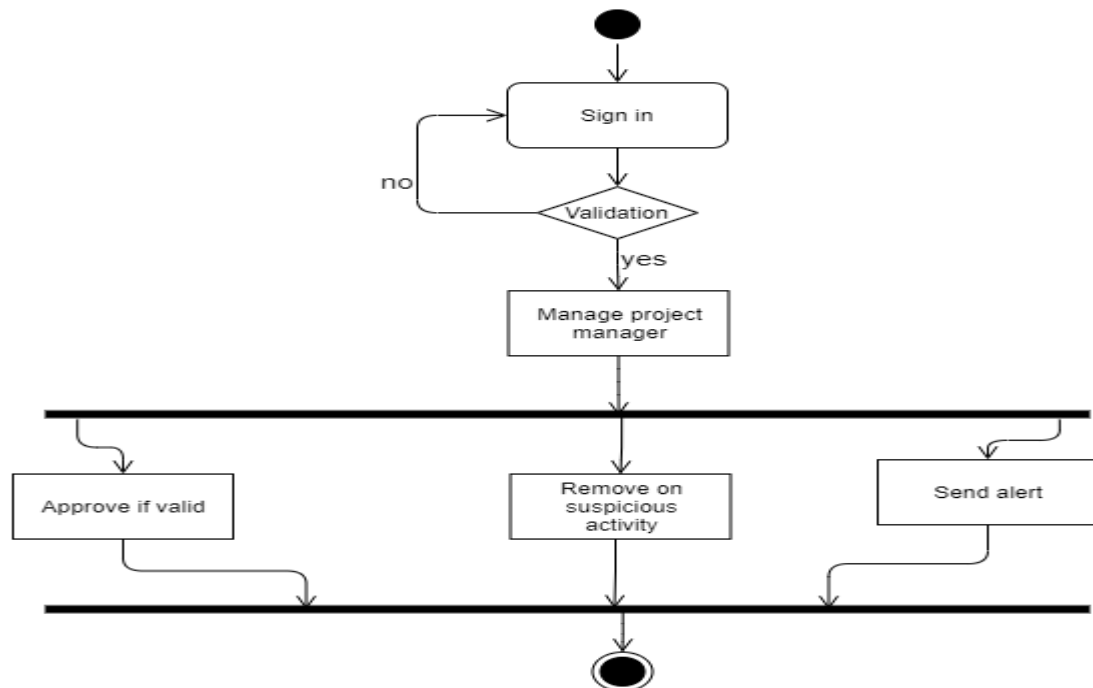 Sign in
no
Validation
yes
Manage project
manager
Approve if valid
Remove on
suspicious
activity
Send alert